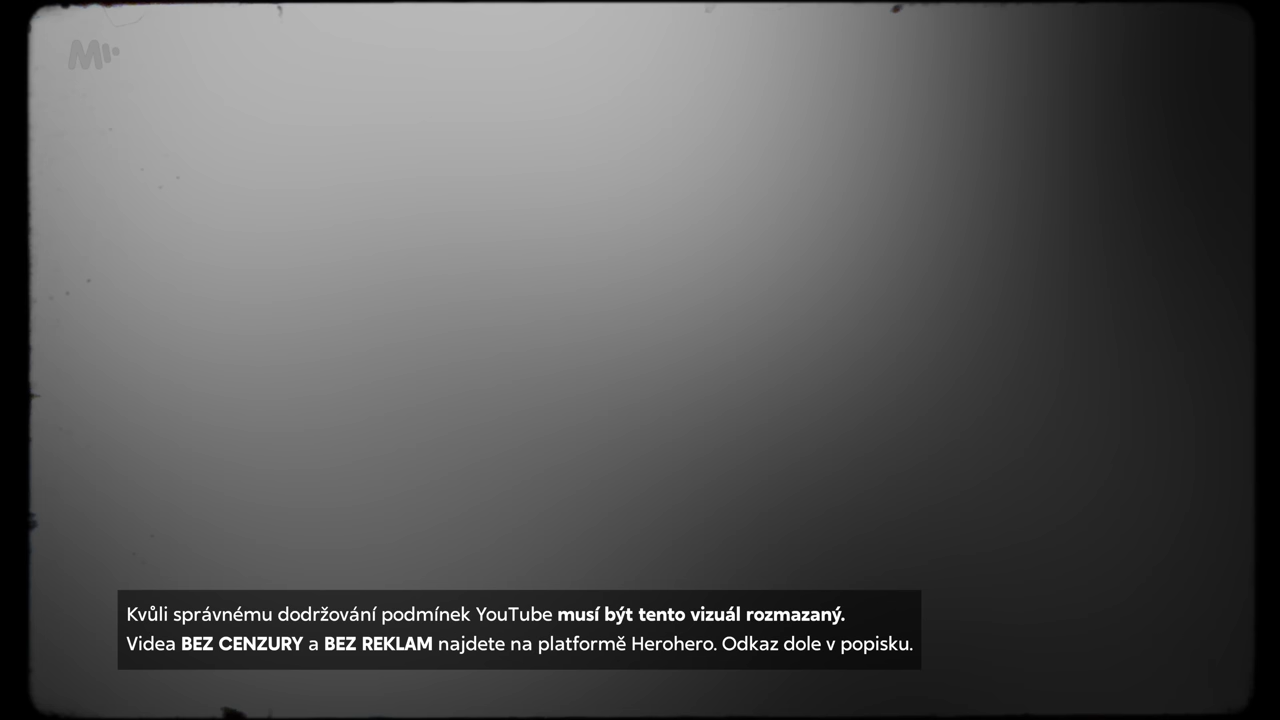 M
Kvůli správnému dodržování podmínek YouTube musí být tento vizuál rozmazaný.
Videa BEZ CENZURY a BEZ REKLAM najdete na platformě Herohero. Odkaz dole v popisku.